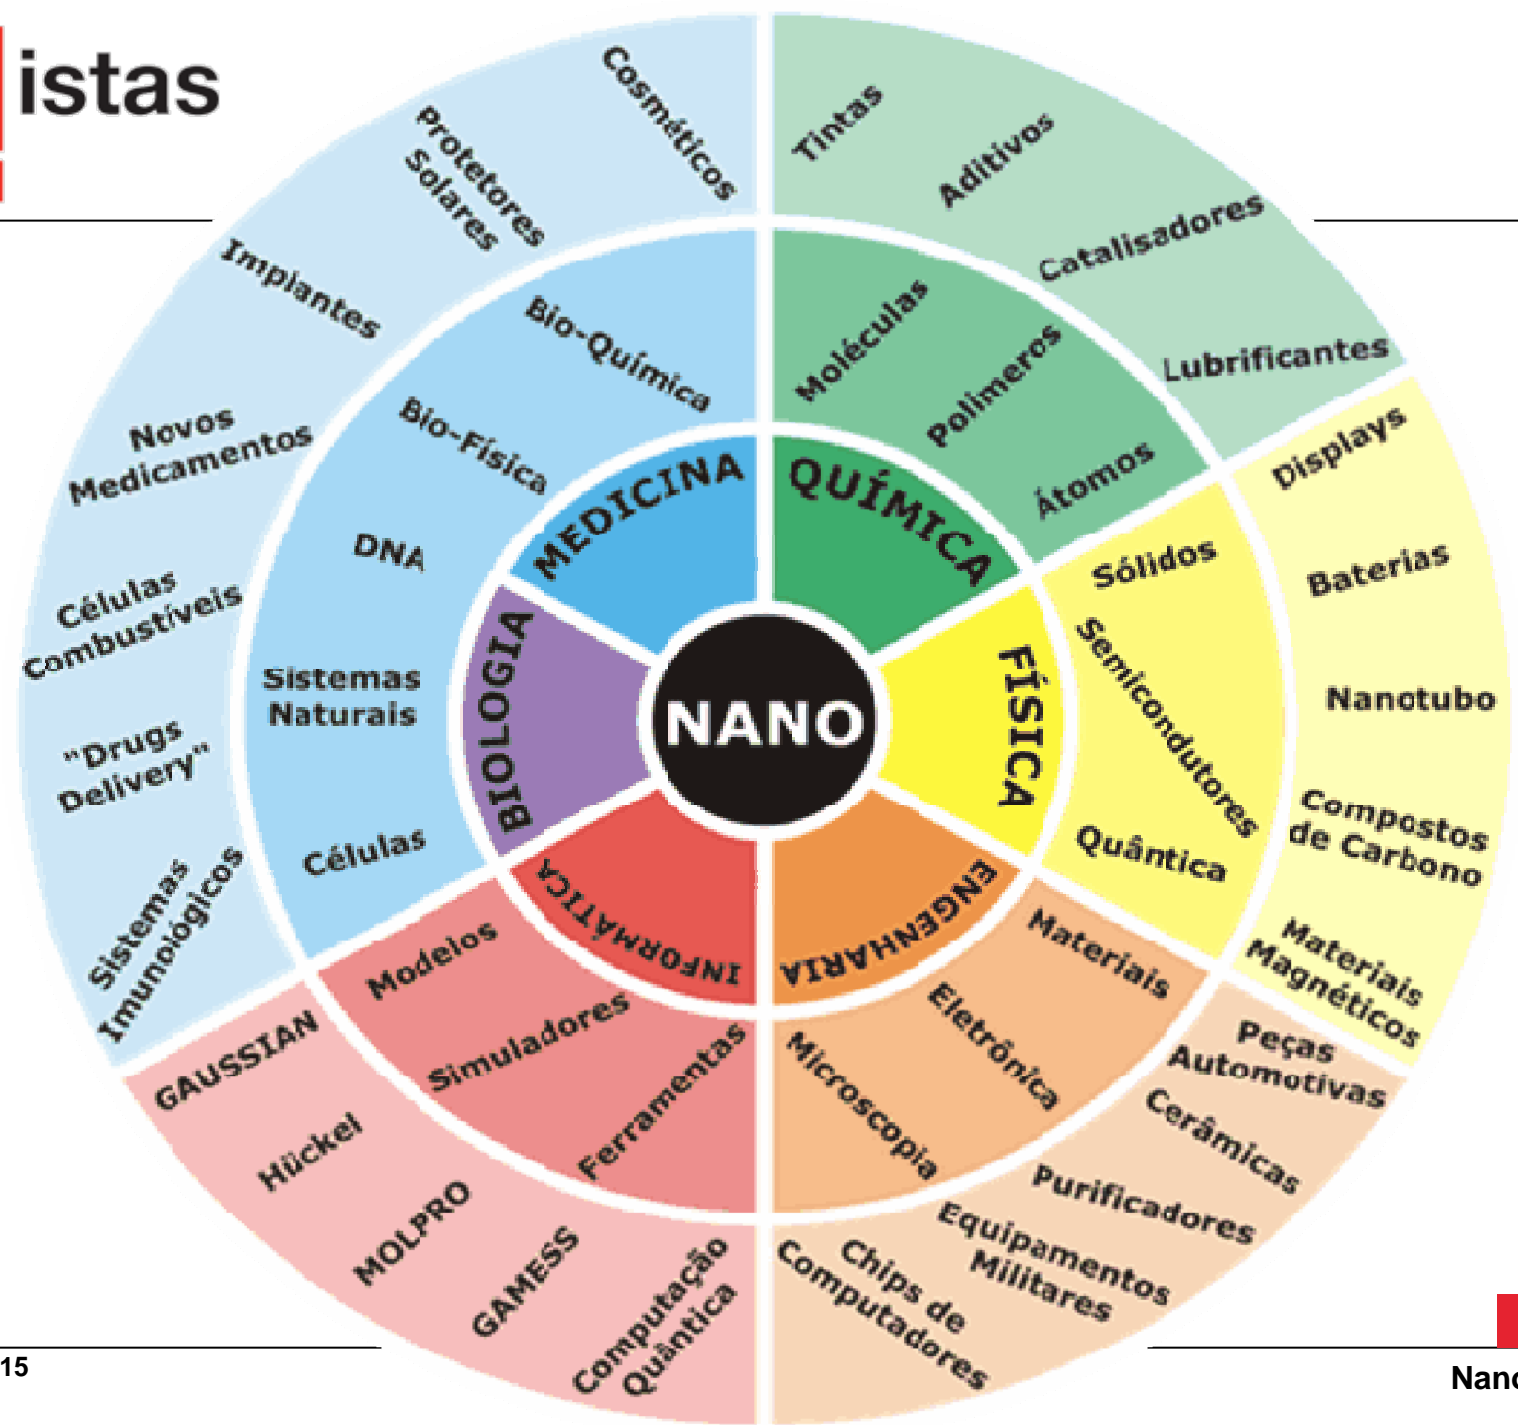 istas
Cosméticos
Protetores
Solares
Implantes
Novos
Medicamentos
Células
Combustíveis
"Drugs
Delivery"
Sistemas
Imunológicos
Tintas
Aditivos
Catalisadores
Lubrificantes
Displays
Baterias
Nanotubo
Compostos
de Carbono
Materiais
Magnéticos
Peças
Automotivas
Cerâmicas
Purificadores
Equipamentos
Militares
Chips de
Computadores
GAUSSIAN
Hückel
MOLPRO
GAMESS
Computação
Quântica
Bio-Química
Bio-Física
DNA
Sistemas
Naturais
Células
Moléculas
Polimeros
Átomos
Sólidos
Semicondutores
Quântica
Materiais
Eletrônica
Microscopia
Modelos
Simuladores
Ferramentas
MEDICINA
QUÍMICA
FÍSICA
ENGENHARIA
INFORMÁTICA
BIOLOGIA
NANO
15
Nano